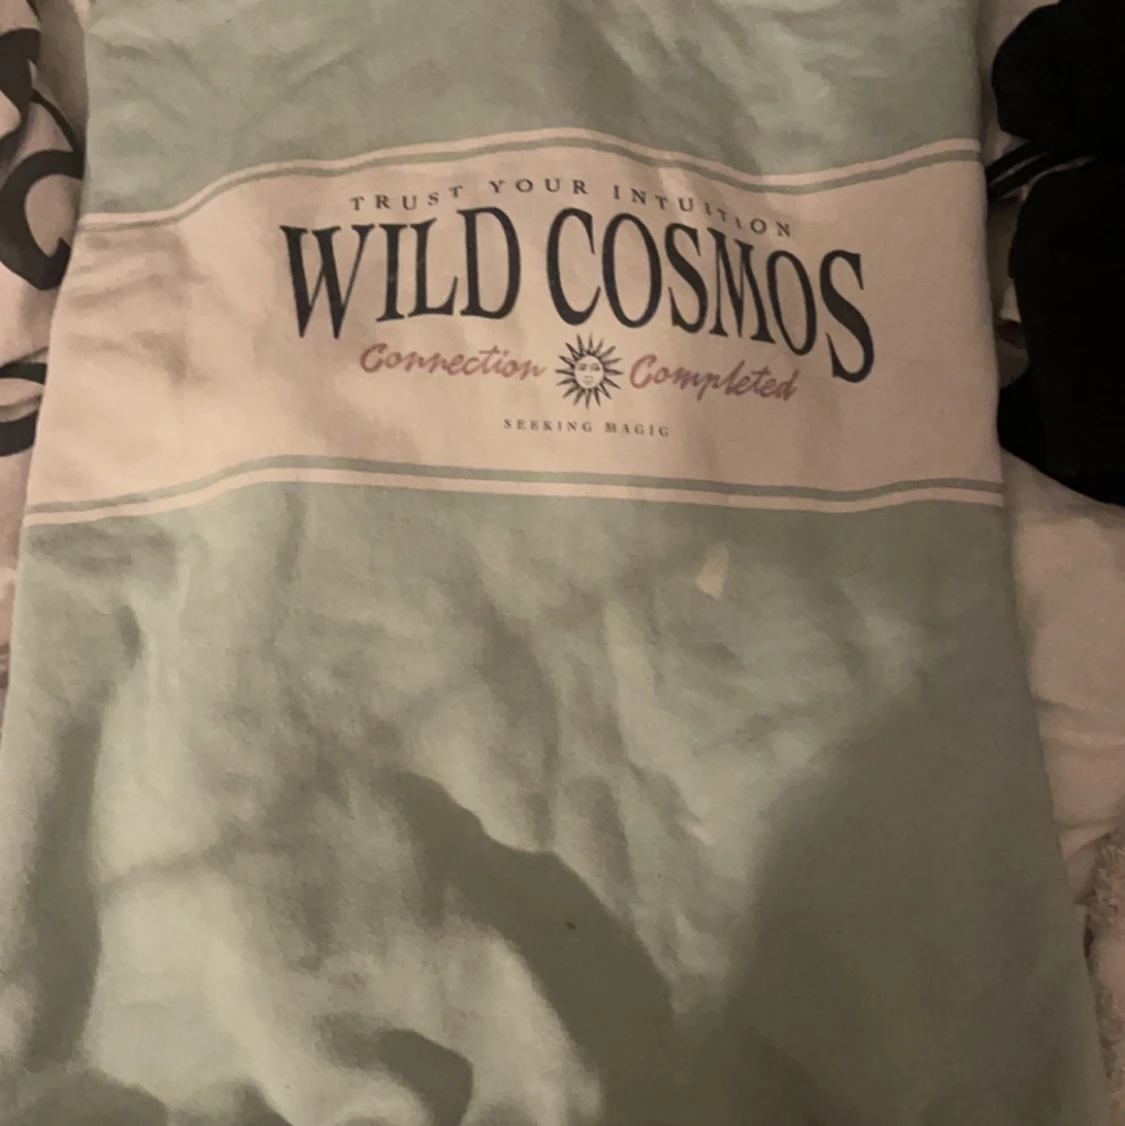 TRUST YOUR INTUITION
WILD COSMOS
Connection Completed
SEEKING MAGIC